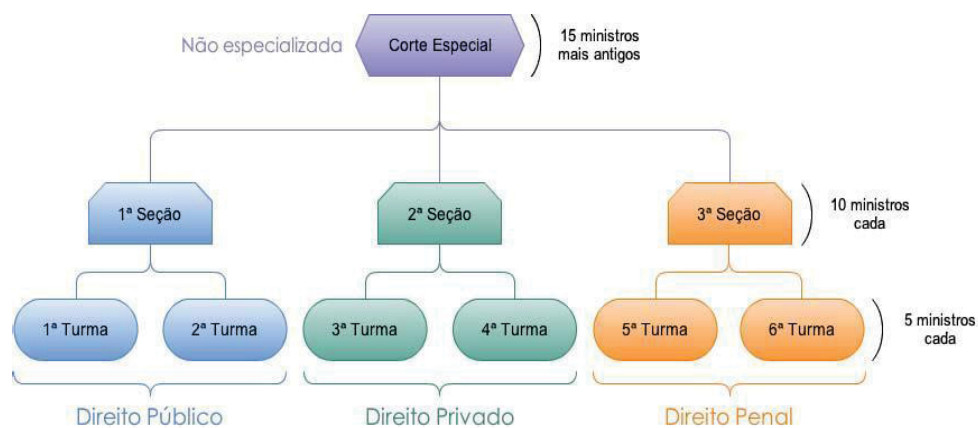 Não especializada
Corte Especial
15 ministros
mais antigos
1ª Seção
2ª Seção
3ª Seção
10 ministros
cada
1ª Turma
2ª Turma
3ª Turma
4ª Turma
5ª Turma
6ª Turma
5 ministros
cada
Direito Público
Direito Privado
Direito Penal